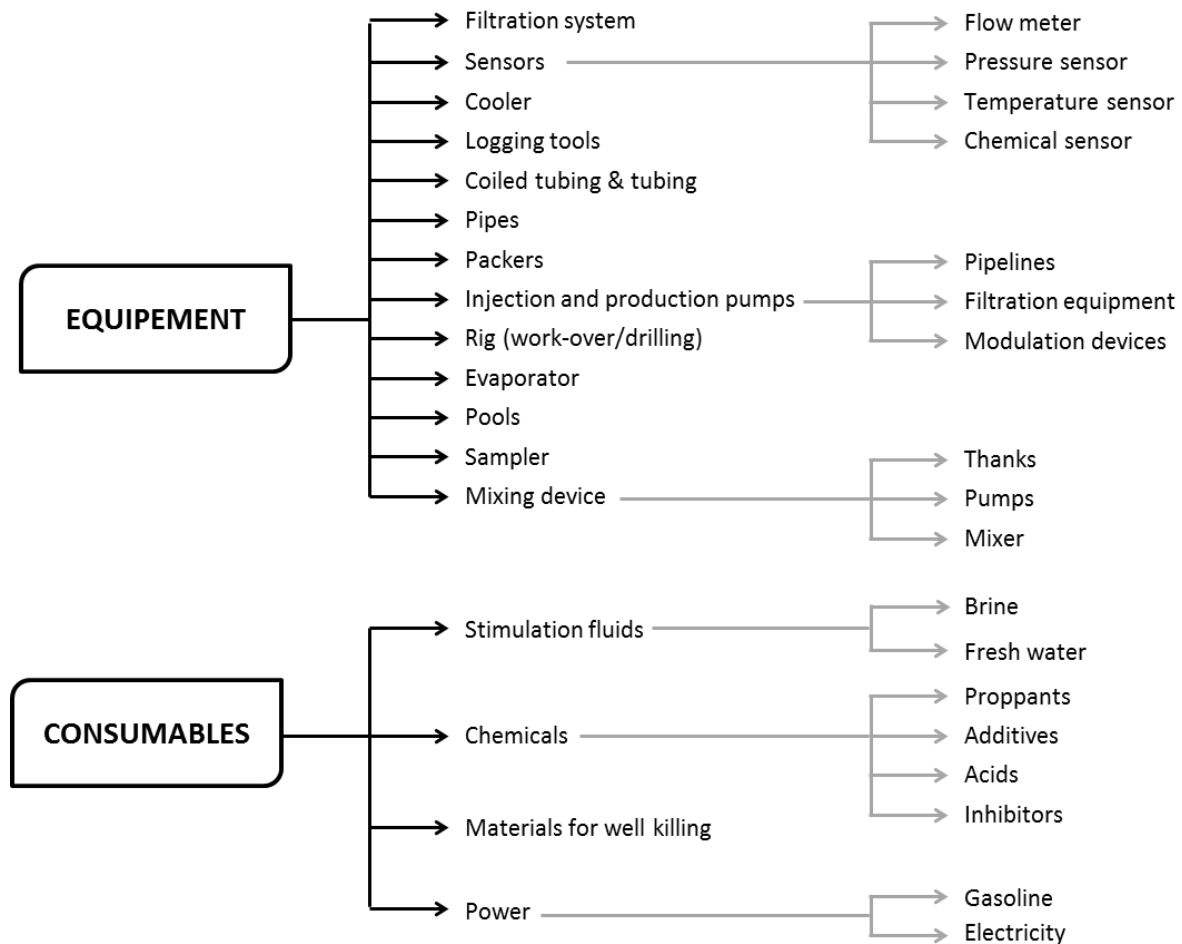 Filtration system
Flow meter
Sensors
Pressure sensor
Cooler
Temperature sensor
Logging tools
Chemical sensor
Coiled tubing & tubing
Pipes
Packers
Pipelines
EQUIPEMENT
Injection and production pumps
Filtration equipment
Rig (work-over/drilling)
Modulation devices
Evaporator
Pools
Sampler
Thanks
Mixing device
Pumps
Mixer
Brine
Stimulation fluids
Fresh water
Proppants
CONSUMABLES
Chemicals
Additives
Acids
Inhibitors
Materials for well killing
Gasoline
Power
Electricity